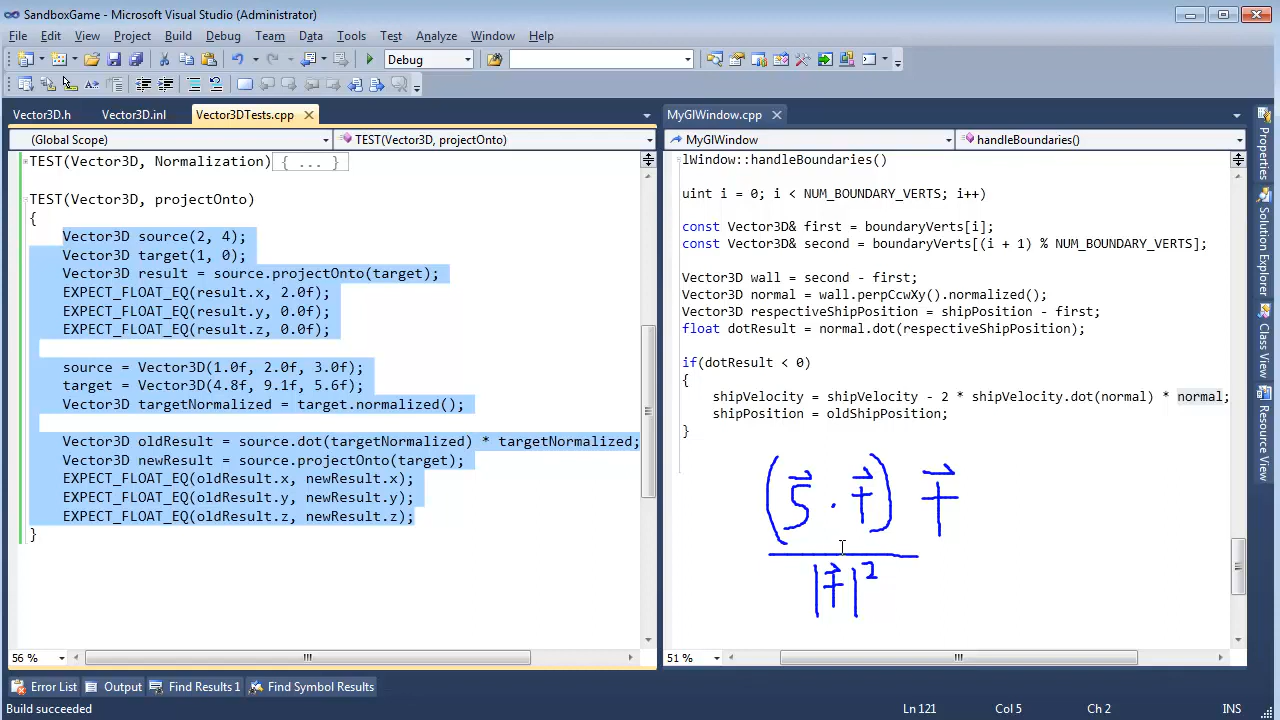 SandboxGame - Microsoft Visual Studio (Administrator)
File Edit View Project Build Debug Team Data Tools Test Analyze Window Help
Debug
Vector3D.h Vector3D.inl Vector3DTests.cpp
(Global Scope) TEST(Vector3D, projectOnto)
TEST(Vector3D, Normalization) { ... }
TEST(Vector3D, projectOnto)
{
Vector3D source(2, 4);
Vector3D target(1, 0);
Vector3D result = source.projectOnto(target);
EXPECT_FLOAT_EQ(result.x, 2.0f);
EXPECT_FLOAT_EQ(result.y, 0.0f);
EXPECT_FLOAT_EQ(result.z, 0.0f);
source = Vector3D(1.0f, 2.0f, 3.0f);
target = Vector3D(4.8f, 9.1f, 5.6f);
Vector3D targetNormalized = target.normalized();
Vector3D oldResult = source.dot(targetNormalized) * targetNormalized;
Vector3D newResult = source.projectOnto(target);
EXPECT_FLOAT_EQ(oldResult.x, newResult.x);
EXPECT_FLOAT_EQ(oldResult.y, newResult.y);
EXPECT_FLOAT_EQ(oldResult.z, newResult.z);
}
56 %
MyGlWindow.cpp
MyGlWindow handleBoundaries()
lWindow::handleBoundaries()
uint i = 0; i < NUM_BOUNDARY_VERTS; i++)
const Vector3D& first = boundaryVerts[i];
const Vector3D& second = boundaryVerts[(i + 1) % NUM_BOUNDARY_VERTS];
Vector3D wall = second - first;
Vector3D normal = wall.perpCcwXy().normalized();
Vector3D respectiveShipPosition = shipPosition - first;
float dotResult = normal.dot(respectiveShipPosition);
if(dotResult < 0)
{
shipVelocity = shipVelocity - 2 * shipVelocity.dot(normal) * normal;
shipPosition = oldShipPosition;
}
(S⃗ · T⃗) T⃗
|T⃗|²
51 %
Properties
Solution Explorer
Class View
Resource View
Error List Output Find Results 1 Find Symbol Results
Build succeeded Ln 121 Col 5 Ch 2 INS